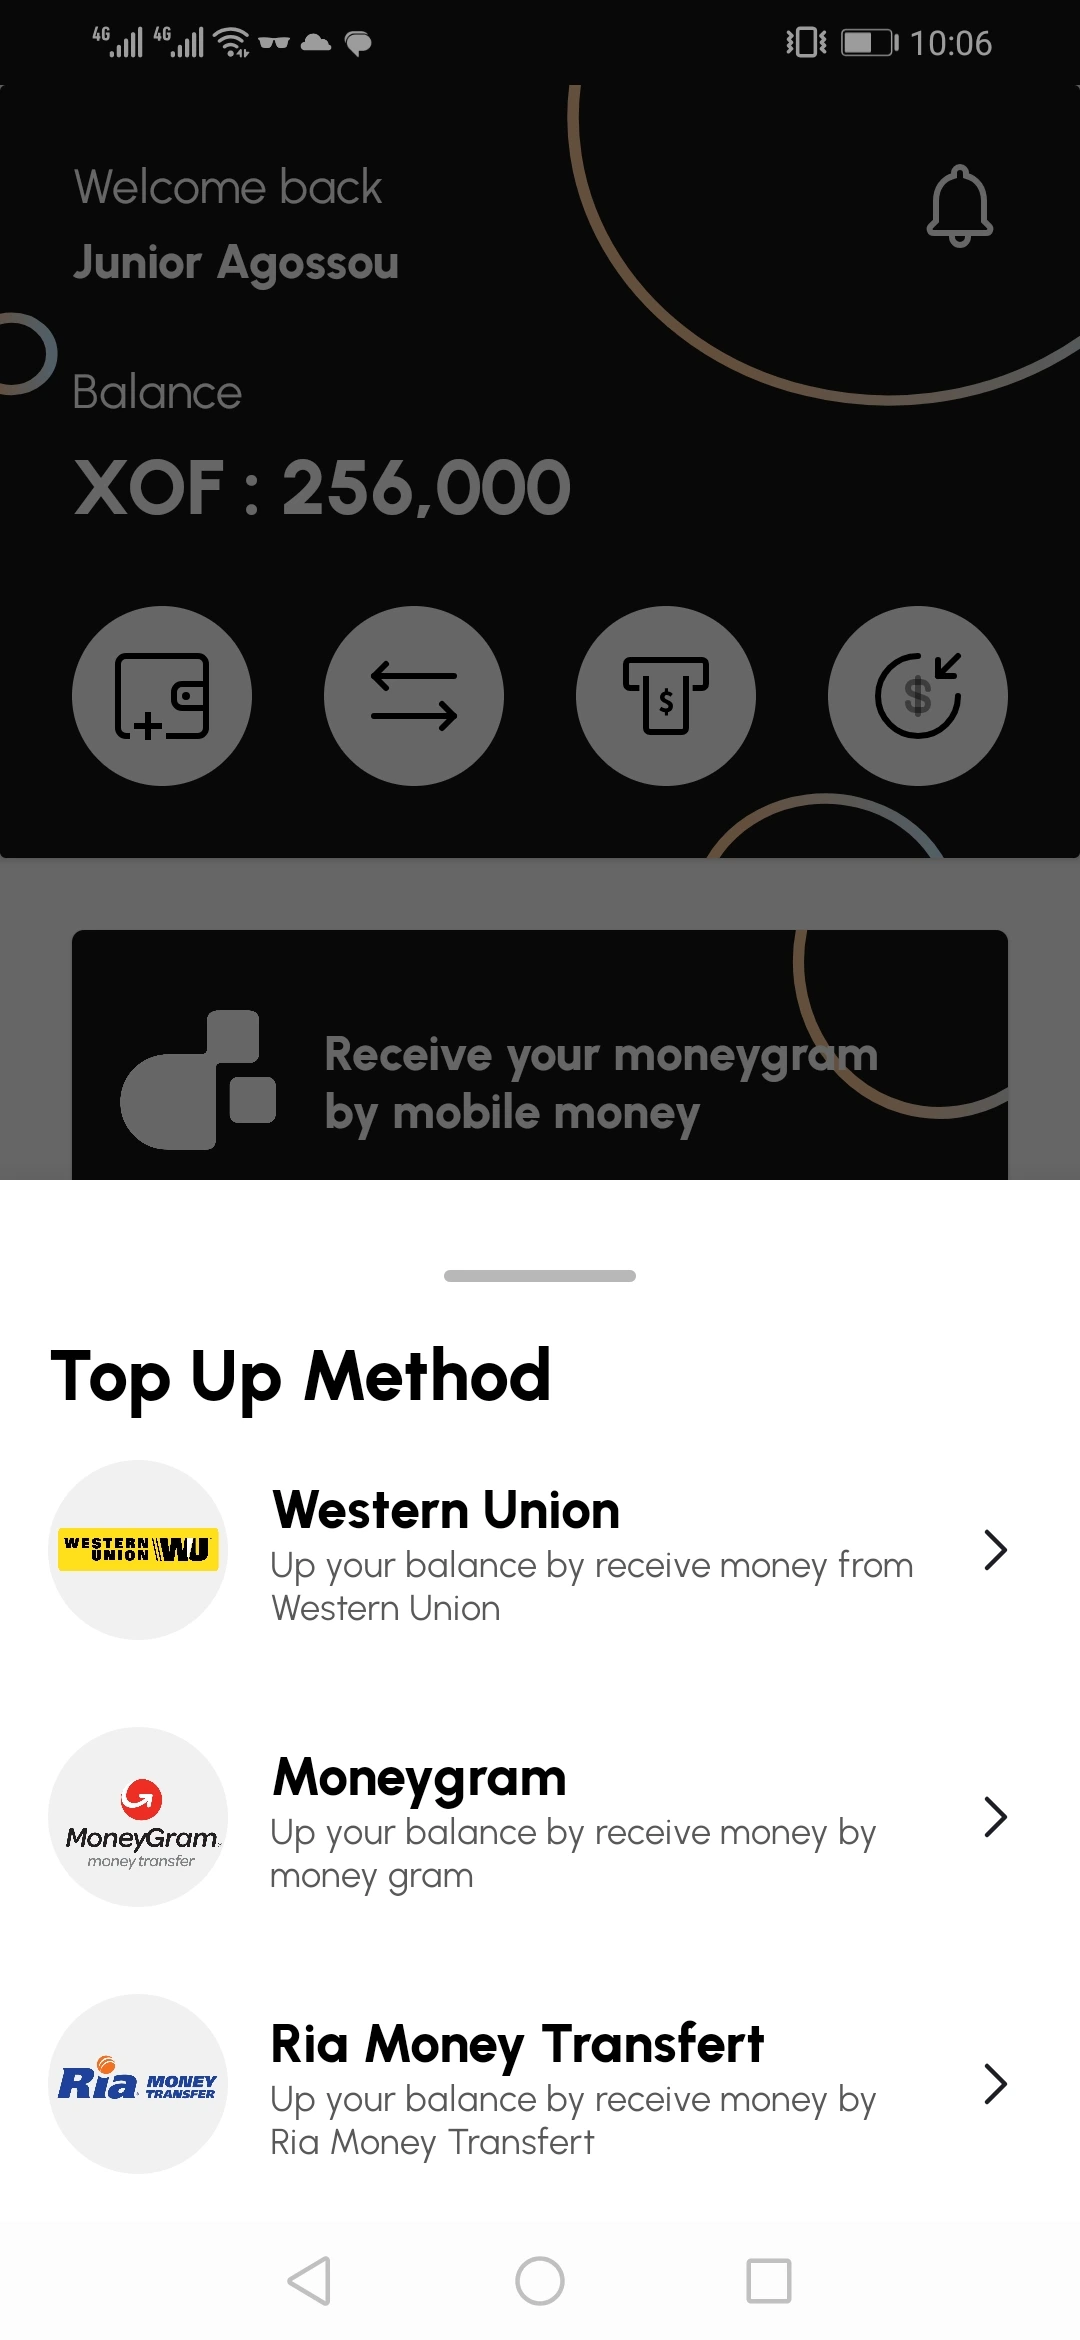 4G 4G 10:06
Welcome back
Junior Agossou
Balance
XOF : 256,000
$ $
Receive your moneygram
by mobile money
Top Up Method
WESTERN
UNION WU
Western Union
Up your balance by receive money from
Western Union
MoneyGram
money transfer
Moneygram
Up your balance by receive money by
money gram
Ria MONEY
TRANSFER
Ria Money Transfert
Up your balance by receive money by
Ria Money Transfert